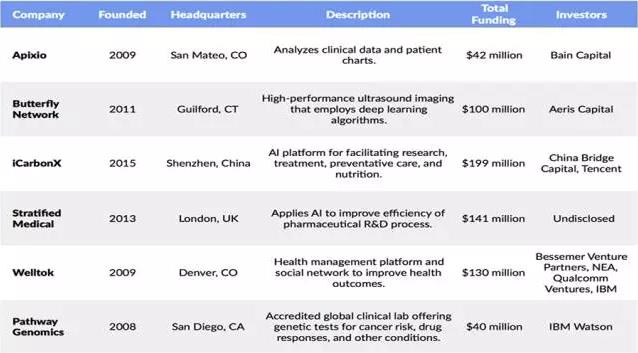 Company Founded Headquarters Description Total Funding Investors
Apixio 2009 San Mateo, CO Analyzes clinical data and patient charts. $42 million Bain Capital
Butterfly Network 2011 Guilford, CT High-performance ultrasound imaging that employs deep learning algorithms. $100 million Aeris Capital
iCarbonX 2015 Shenzhen, China AI platform for facilitating research, treatment, preventative care, and nutrition. $199 million China Bridge Capital, Tencent
Stratified Medical 2013 London, UK Applies AI to improve efficiency of pharmaceutical R&D process. $141 million Undisclosed
Welltok 2009 Denver, CO Health management platform and social network to improve health outcomes. $130 million Bessemer Venture Partners, NEA, Qualcomm Ventures, IBM
Pathway Genomics 2008 San Diego, CA Accredited global clinical lab offering genetic tests for cancer risk, drug responses, and other conditions. $40 million IBM Watson